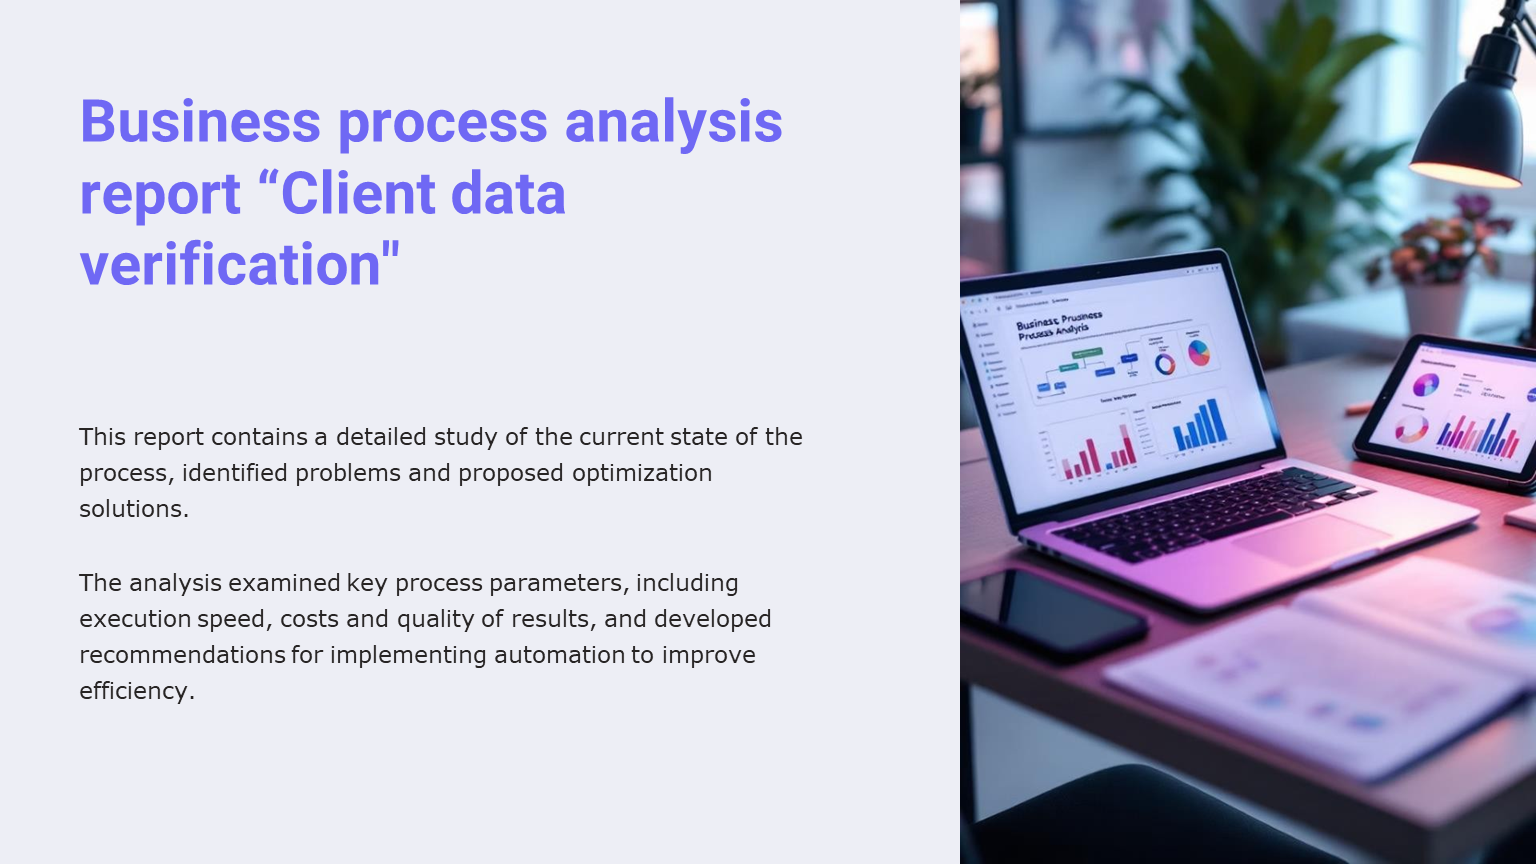 Business process analysis
report “Client data
verification"
This report contains a detailed study of the current state of the
process, identified problems and proposed optimization
solutions.
The analysis examined key process parameters, including
execution speed, costs and quality of results, and developed
recommendations for implementing automation to improve
efficiency.
Business Prusiness
Process Analyris